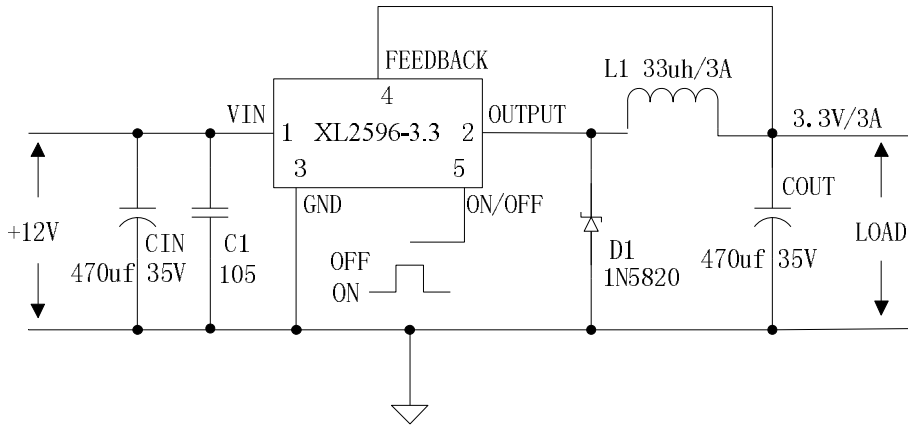 FEEDBACK
L1 33uh/3A
4
VIN
OUTPUT
1 XL2596-3.3 2
3.3V/3A
3
5
GND
ON/OFF
COUT
+12V
CIN
C1
470uf 35V
105
OFF
ON
D1
1N5820
470uf 35V
LOAD